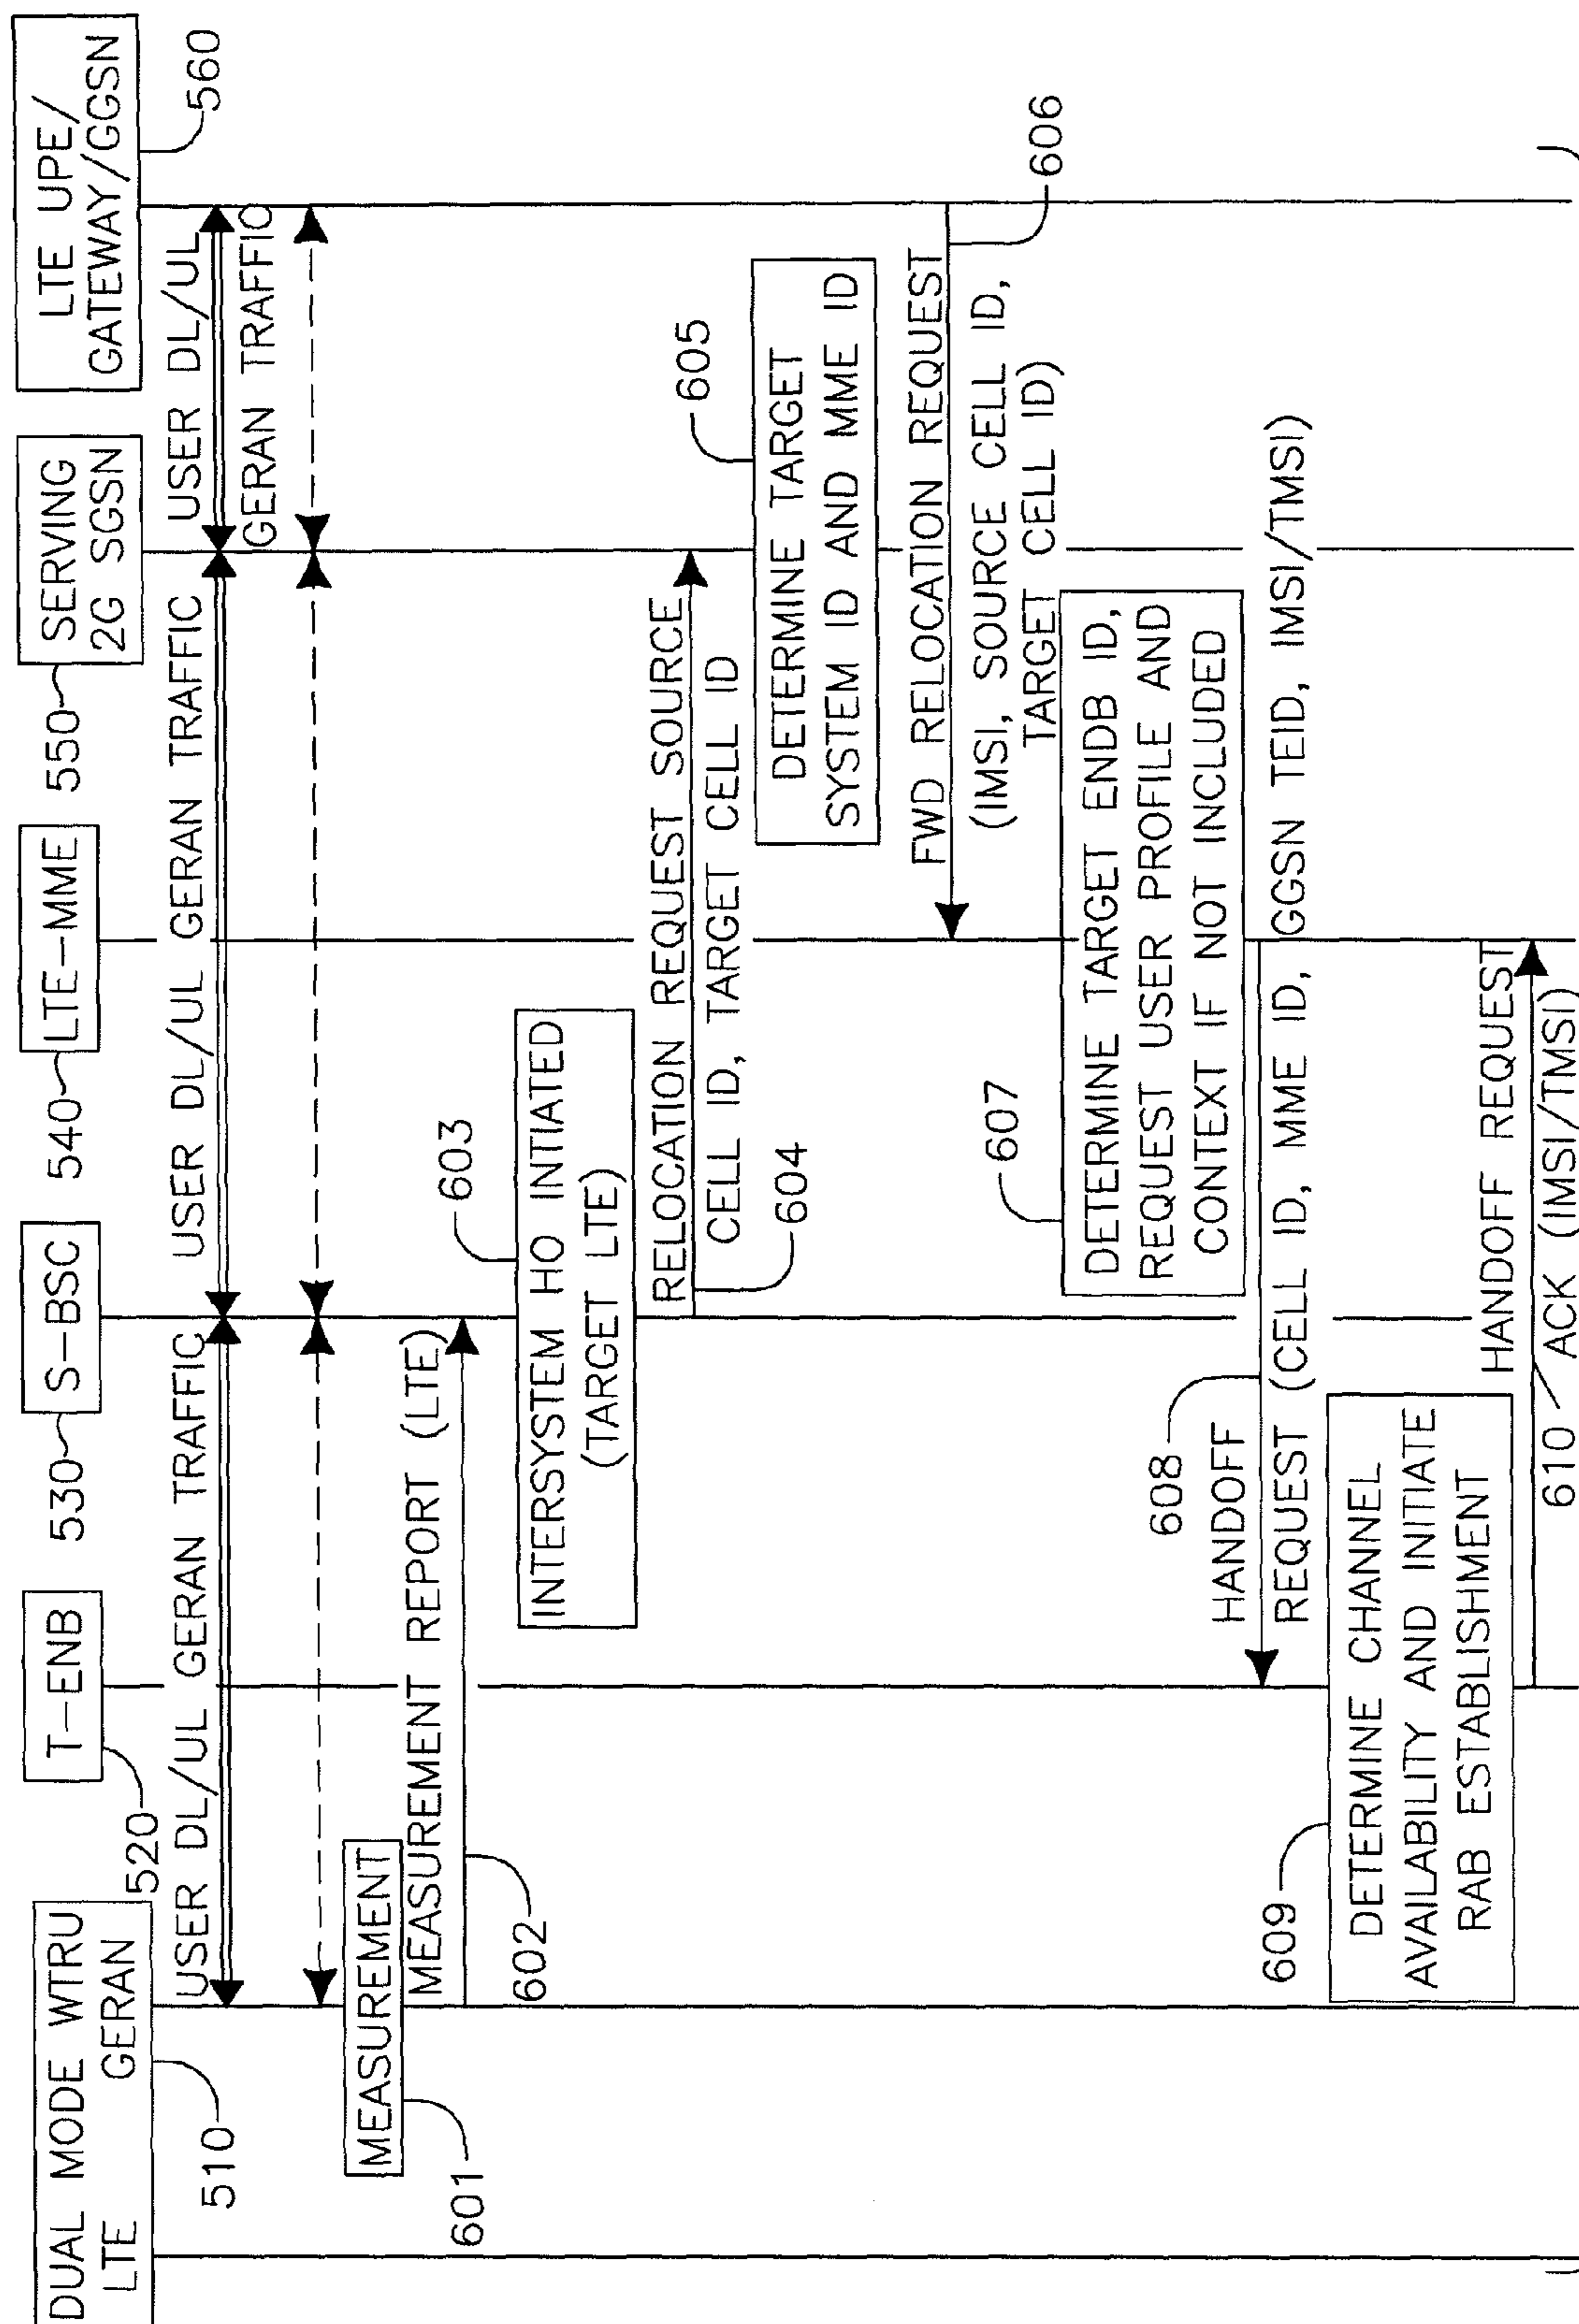 DUAL MODE WTRU
LTE GERAN
510
T-ENB
520
S-BSC
530
LTE-MME
540
SERVING
2G SGSN
550
LTE UPE/
GATEWAY/GGSN
560
USER DL/UL GERAN TRAFFIC
USER DL/UL GERAN TRAFFIC
USER DL/UL
GERAN TRAFFIC
MEASUREMENT
601
MEASUREMENT REPORT (LTE)
602
INTERSYSTEM HO INTIATED
(TARGET LTE)
603
RELOCATION REQUEST SOURCE
CELL ID, TARGET CELL ID
604
DETERMINE TARGET
SYSTEM ID AND MME ID
605
FWD RELOCATION REQUEST
(IMSI, SOURCE CELL ID,
TARGET CELL ID)
606
DETERMINE TARGET ENDB ID,
REQUEST USER PROFILE AND
CONTEXT IF NOT INCLUDED
607
HANDOFF
REQUEST (CELL ID, MME ID, GGSN TEID, IMSI/TMSI)
608
DETERMINE CHANNEL
AVAILABILITY AND INITIATE
RAB ESTABLISHMENT
609
HANDOFF REQUEST
ACK (IMSI/TMSI)
610